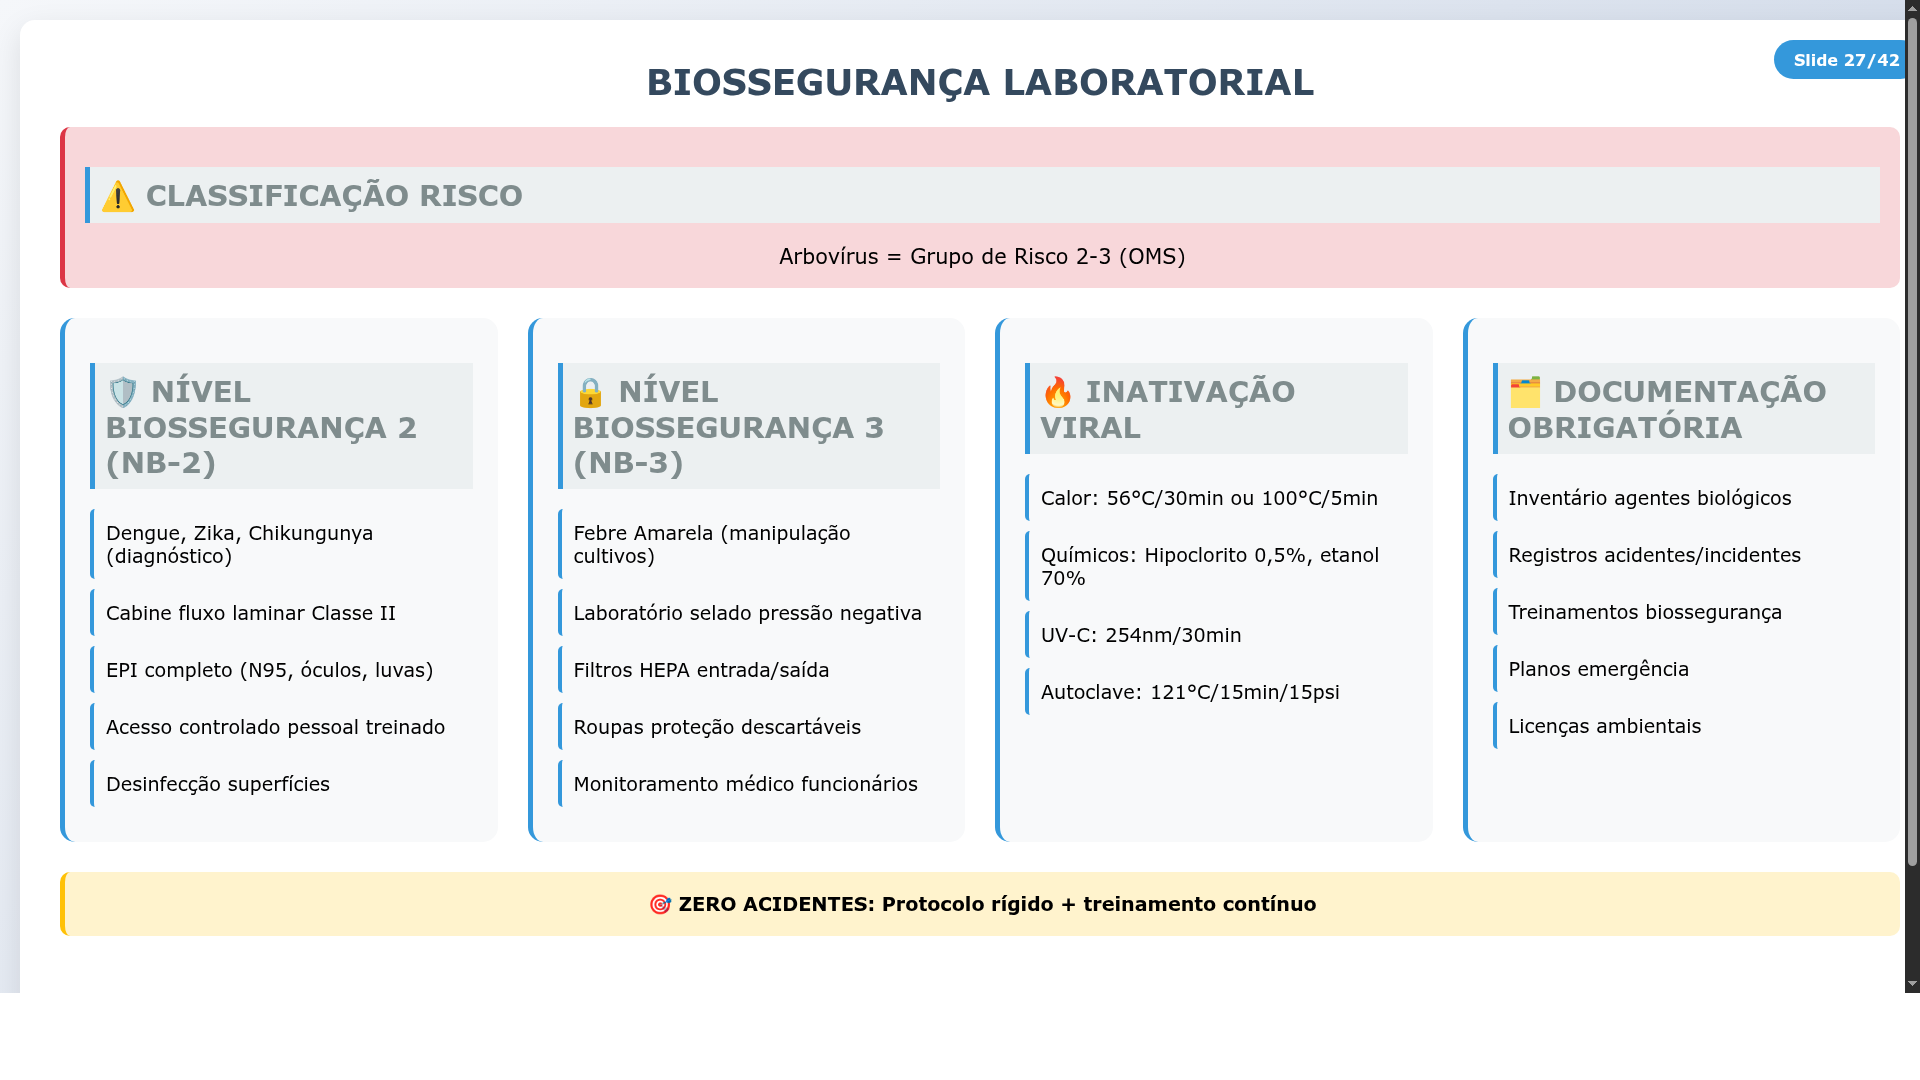 Slide 27/42
BIOSSEGURANÇA LABORATORIAL
⚠️ CLASSIFICAÇÃO RISCO
Arbovírus = Grupo de Risco 2-3 (OMS)
🛡️ NÍVEL
BIOSSEGURANÇA 2
(NB-2)
Dengue, Zika, Chikungunya
(diagnóstico)
Cabine fluxo laminar Classe II
EPI completo (N95, óculos, luvas)
Acesso controlado pessoal treinado
Desinfecção superfícies
🔒 NÍVEL
BIOSSEGURANÇA 3
(NB-3)
Febre Amarela (manipulação
cultivos)
Laboratório selado pressão negativa
Filtros HEPA entrada/saída
Roupas proteção descartáveis
Monitoramento médico funcionários
🔥 INATIVAÇÃO
VIRAL
Calor: 56°C/30min ou 100°C/5min
Químicos: Hipoclorito 0,5%, etanol
70%
UV-C: 254nm/30min
Autoclave: 121°C/15min/15psi
🗂️ DOCUMENTAÇÃO
OBRIGATÓRIA
Inventário agentes biológicos
Registros acidentes/incidentes
Treinamentos biossegurança
Planos emergência
Licenças ambientais
🎯 ZERO ACIDENTES: Protocolo rígido + treinamento contínuo